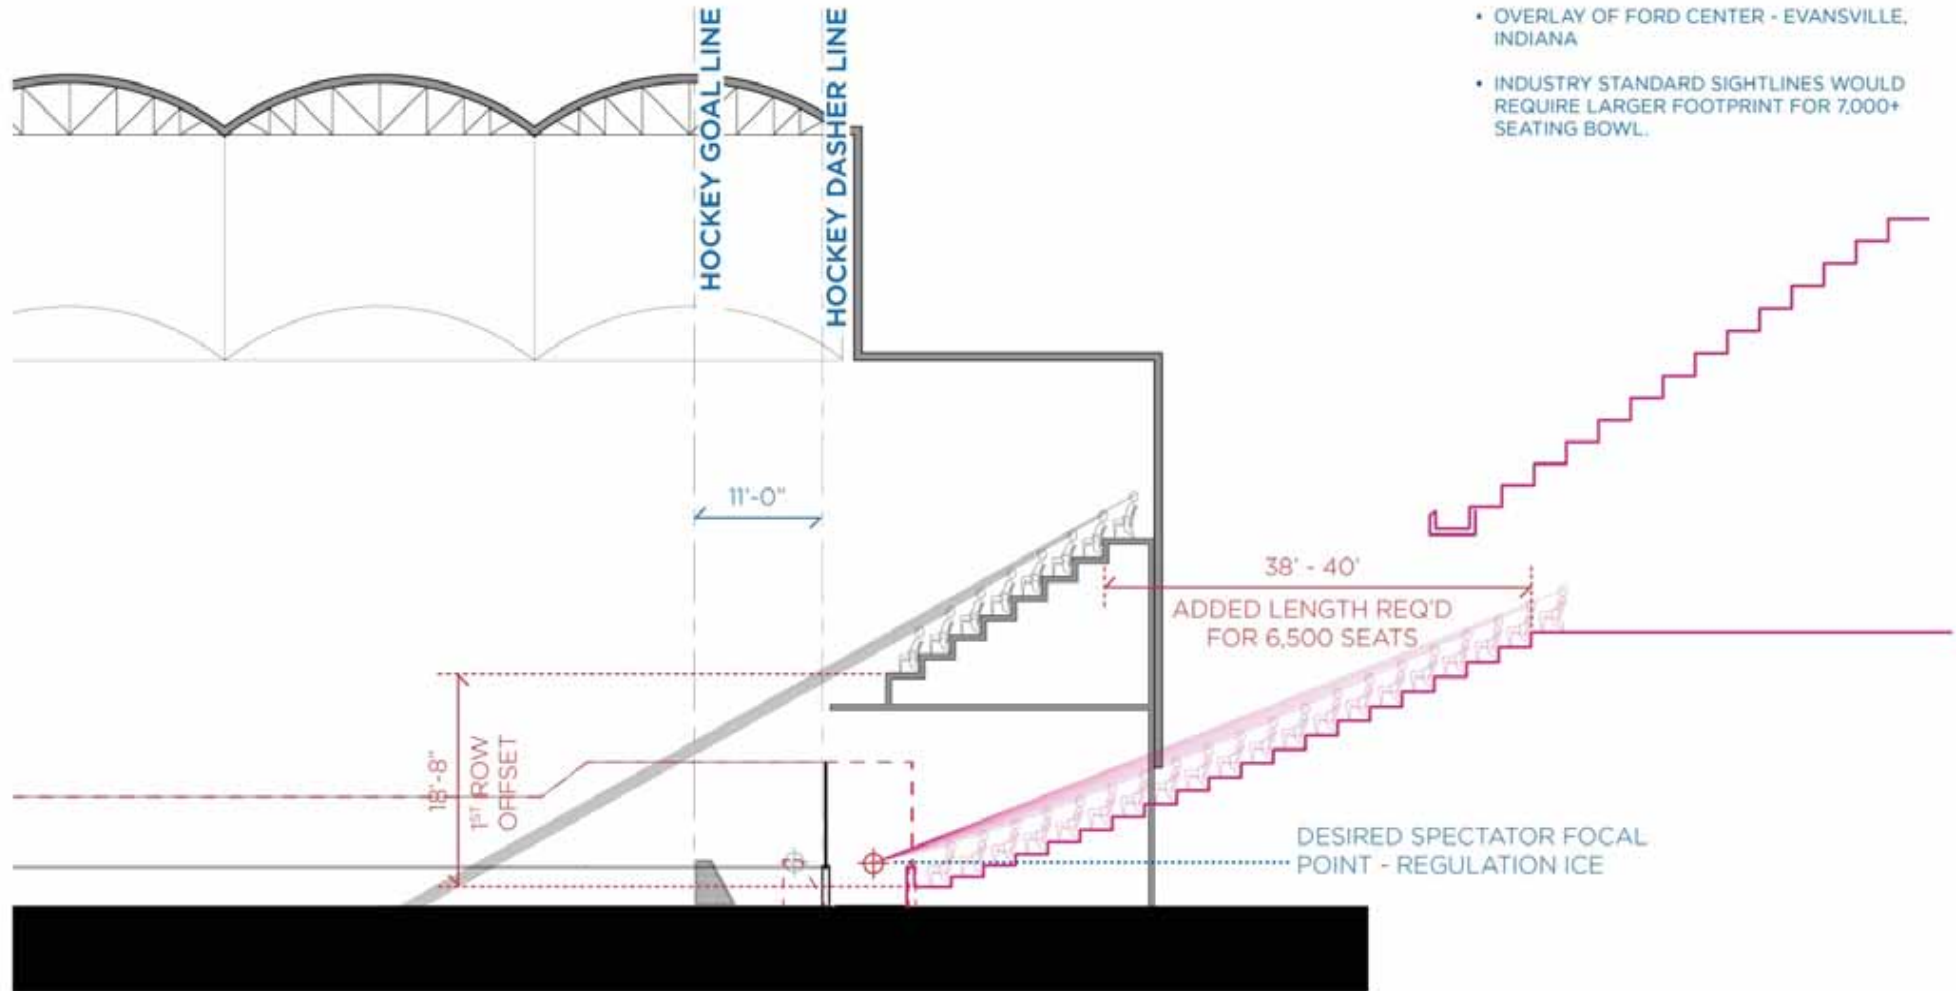 • OVERLAY OF FORD CENTER - EVANSVILLE,
INDIANA
• INDUSTRY STANDARD SIGHTLINES WOULD
REQUIRE LARGER FOOTPRINT FOR 7,000+
SEATING BOWL.
HOCKEY GOAL LINE
HOCKEY DASHER LINE
11'-0"
38' - 40'
ADDED LENGTH REQ'D
FOR 6,500 SEATS
18'-8"
1ST ROW
OFFSET
DESIRED SPECTATOR FOCAL
POINT - REGULATION ICE